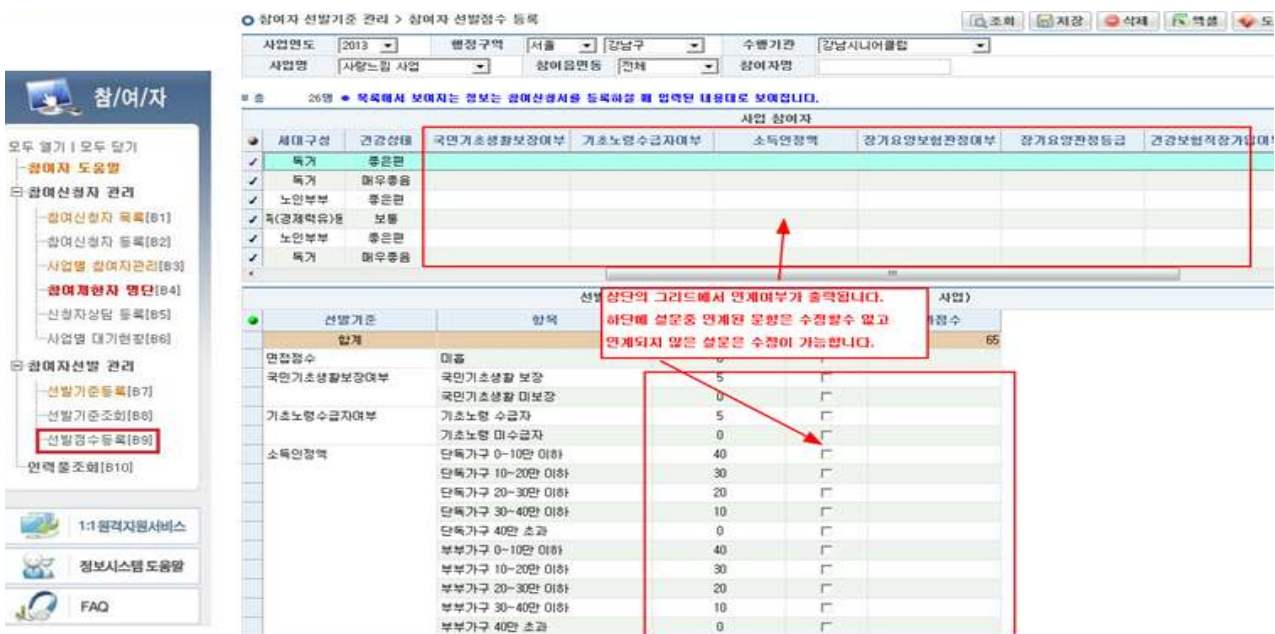 참여자 선발기준 관리 > 참여자 선발점수 등록
조회 저장 삭제 엑셀 도
사업연도 2013 행정구역 서울 강남구 수행기관 강남시니어클럽
사업명 사랑느낌 사업 참여읍면동 전체 참여자명
총 26명 목록에서 보여지는 정보는 참여신청서를 등록하실 때 입력된 내용대로 보여집니다.
사업 참여자
세대구성 건강상태 국민기초생활보장여부 기초노령수급자여부 소득인정액 장기요양보험판정여부 장기요양판정등급 건강보험직장가입여부
독거 좋은편
독거 매우좋음
노인부부 좋은편
족(경제력유)동 보통
노인부부 좋은편
독거 매우좋음
참/여/자
모두 열기 | 모두 닫기
참여자 도움말
참여신청자 관리
참여신청자 목록[B1]
참여신청자 등록[B2]
사업별 참여자관리[B3]
참여제한자 명단[B4]
신청자상담 등록[B5]
사업별 대기현황[B6]
참여자선발 관리
선발기준등록[B7]
선발기준조회[B8]
선발점수등록[B9]
인력풀조회[B10]
1:1원격지원서비스
정보시스템 도움말
FAQ
상단의 그리드에서 연계여부가 출력됩니다.
하단에 설문중 연계된 문항은 수정할수 없고
연계되지 않은 설문은 수정이 가능합니다.
선발 사업)
선발기준 항목 점수
합계 65
면접점수 미흡 0
국민기초생활보장여부 국민기초생활 보장 5
국민기초생활 미보장 0
기초노령수급자여부 기초노령 수급자 5
기초노령 미수급자 0
소득인정액 단독가구 0~10만 이하 40
단독가구 10~20만 이하 30
단독가구 20~30만 이하 20
단독가구 30~40만 이하 10
단독가구 40만 초과 0
부부가구 0~10만 이하 40
부부가구 10~20만 이하 30
부부가구 20~30만 이하 20
부부가구 30~40만 이하 10
부부가구 40만 초과 0